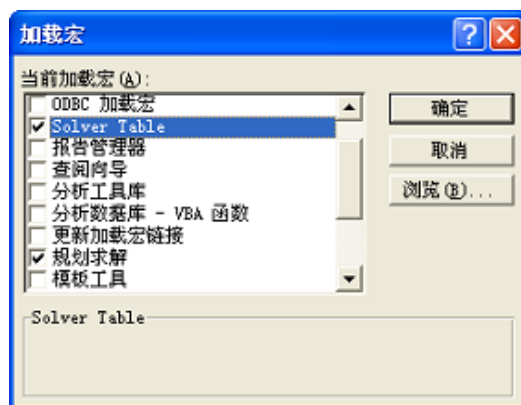 加载宏
当前加载宏(A):
ODBC 加载宏
Solver Table
报告管理器
查阅向导
分析工具库
分析数据库 - VBA 函数
更新加载宏链接
规划求解
模板工具
确定
取消
浏览(B)...
Solver Table